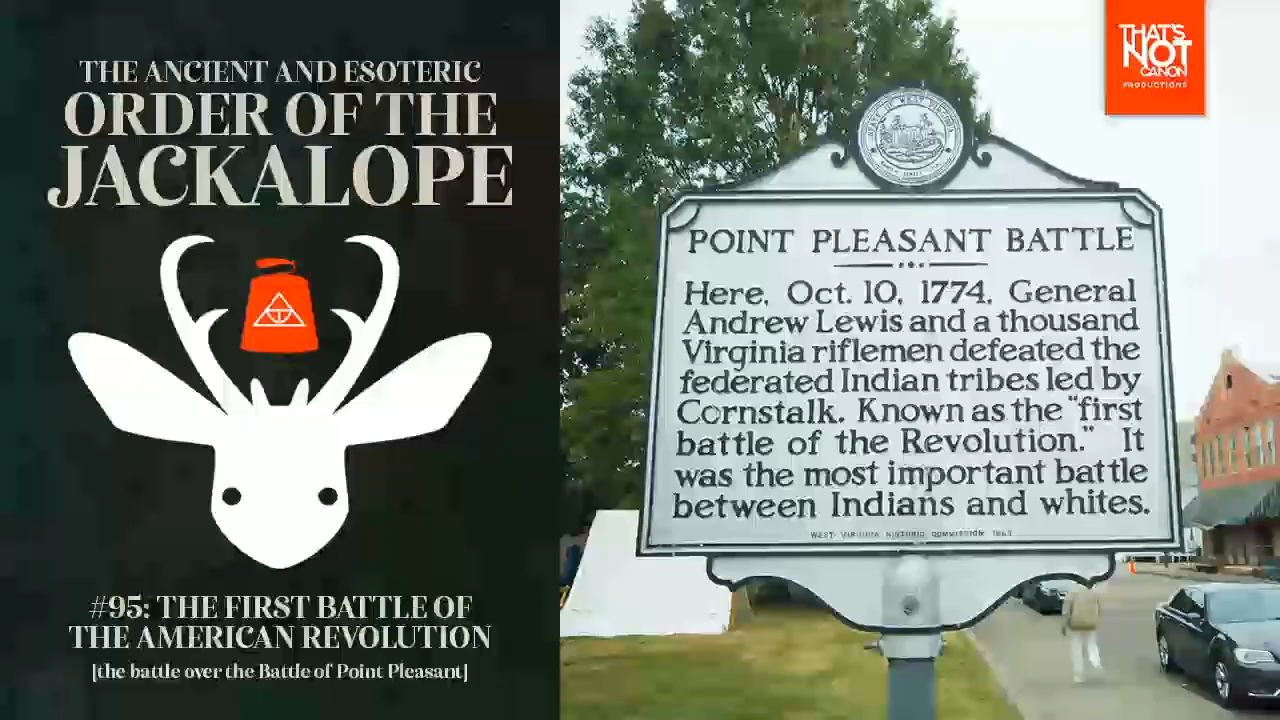 THE ANCIENT AND ESOTERIC
ORDER OF THE
JACKALOPE
#95: THE FIRST BATTLE OF
THE AMERICAN REVOLUTION
[the battle over the Battle of Point Pleasant]
THAT'S
NOT
CANON
PRODUCTIONS
POINT PLEASANT BATTLE
Here, Oct. 10, 1774, General
Andrew Lewis and a thousand
Virginia riflemen defeated the
federated Indian tribes led by
Cornstalk. Known as the "first
battle of the Revolution." It
was the most important battle
between Indians and whites.
WEST VIRGINIA HISTORIC COMMISSION